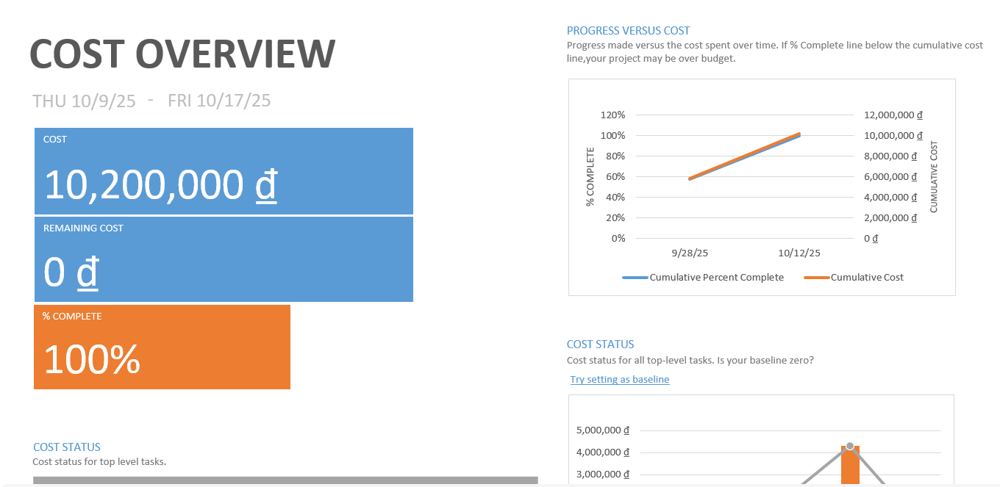 COST OVERVIEW
THU 10/9/25 - FRI 10/17/25
COST
10,200,000 ₫
REMAINING COST
0 ₫
% COMPLETE
100%
COST STATUS
Cost status for top level tasks.
PROGRESS VERSUS COST
Progress made versus the cost spent over time. If % Complete line below the cumulative cost
line,your project may be over budget.
120%
100%
80%
60%
40%
20%
0%
% COMPLETE
12,000,000 ₫
10,000,000 ₫
8,000,000 ₫
6,000,000 ₫
4,000,000 ₫
2,000,000 ₫
0 ₫
CUMULATIVE COST
9/28/25 10/12/25
Cumulative Percent Complete Cumulative Cost
COST STATUS
Cost status for all top-level tasks. Is your baseline zero?
Try setting as baseline
5,000,000 ₫
4,000,000 ₫
3,000,000 ₫